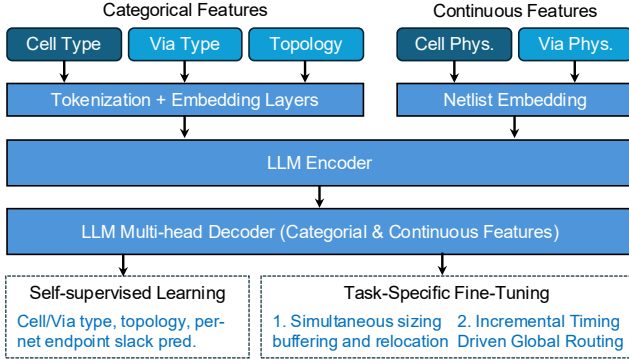 Categorical Features
Continuous Features
Cell Type
Via Type
Topology
Cell Phys.
Via Phys.
Tokenization + Embedding Layers
Netlist Embedding
LLM Encoder
LLM Multi-head Decoder (Categorial & Continuous Features)
Self-supervised Learning
Cell/Via type, topology, per-
net endpoint slack pred.
Task-Specific Fine-Tuning
1. Simultaneous sizing
buffering and relocation
2. Incremental Timing
Driven Global Routing